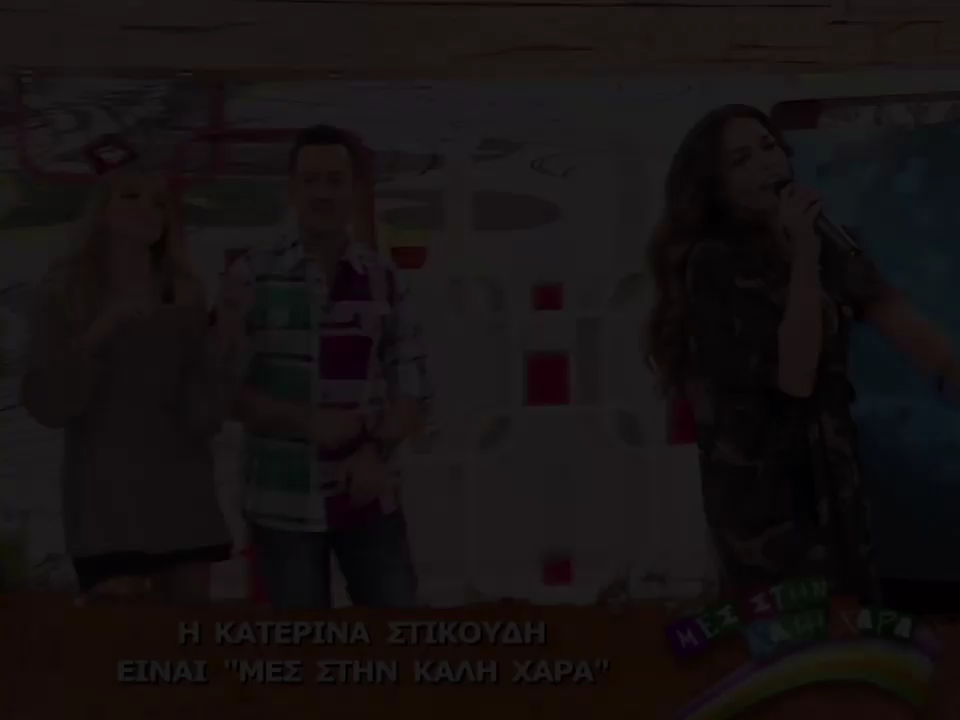 Η ΚΑΤΕΡΙΝΑ ΣΤΙΚΟΥΔΗ
ΕΙΝΑΙ "ΜΕΣ ΣΤΗΝ ΚΑΛΗ ΧΑΡΑ"
ΜΕΣ ΣΤΗΝ
ΚΑΛΗ ΧΑΡΑ